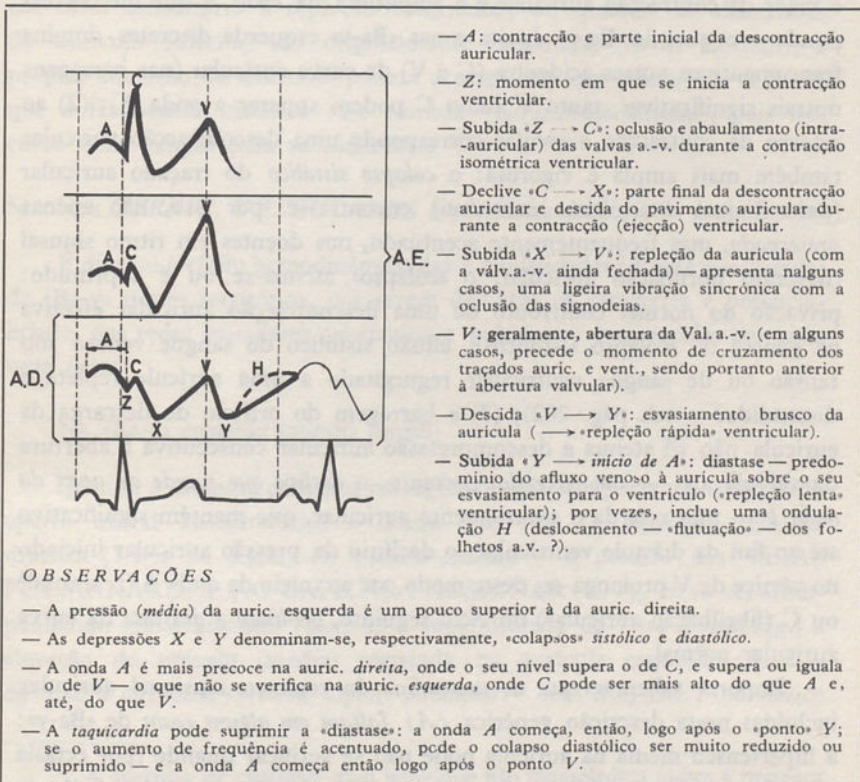 — A: contracção e parte inicial da descontracção
auricular.
— Z: momento em que se inicia a contracção
ventricular.
— Subida «Z ⟶ C»: oclusão e abaulamento (intra-
-auricular) das valvas a.-v. durante a contracção
isométrica ventricular.
— Declive «C ⟶ X»: parte final da descontracção
auricular e descida do pavimento auricular du-
rante a contracção (ejecção) ventricular.
— Subida «X ⟶ V»: repleção da aurícula (com
a válv.a.-v. ainda fechada) — apresenta nalguns
casos, uma ligeira vibração sincrónica com a
oclusão das signodeias.
— V: geralmente, abertura da Val. a.-v. (em alguns
casos, precede o momento de cruzamento dos
traçados auric. e vent., sendo portanto anterior
à abertura valvular).
— Descida «V ⟶ Y»: esvasiamento brusco da
aurícula (⟶ «repleção rápida» ventricular).
— Subida «Y ⟶ início de A»: diastase — predo-
mínio do afluxo venoso à aurícula sobre o seu
esvasiamento para o ventrículo («repleção lenta»
ventricular); por vezes, inclue uma ondula-
ção H (deslocamento — «flutuação» — dos fo-
lhetos a.v. ?).
C
A
V
V
A
C
A.E.
A
C
V
H
A.D.
Z
X
Y
OBSERVAÇÕES
— A pressão (média) da auric. esquerda é um pouco superior à da auric. direita.
— As depressões X e Y denominam-se, respectivamente, «colapsos» sistólico e diastólico.
— A onda A é mais precoce na auric. direita, onde o seu nível supera o de C, e supera ou iguala
o de V — o que não se verifica na auric. esquerda, onde C pode ser mais alto do que A e,
até, do que V.
— A taquicardia pode suprimir a «diastase»: a onda A começa, então, logo após o «ponto» Y;
se o aumento de frequência é acentuado, pode o colapso diastólico ser muito reduzido ou
suprimido — e a onda A começa então logo após o ponto V.